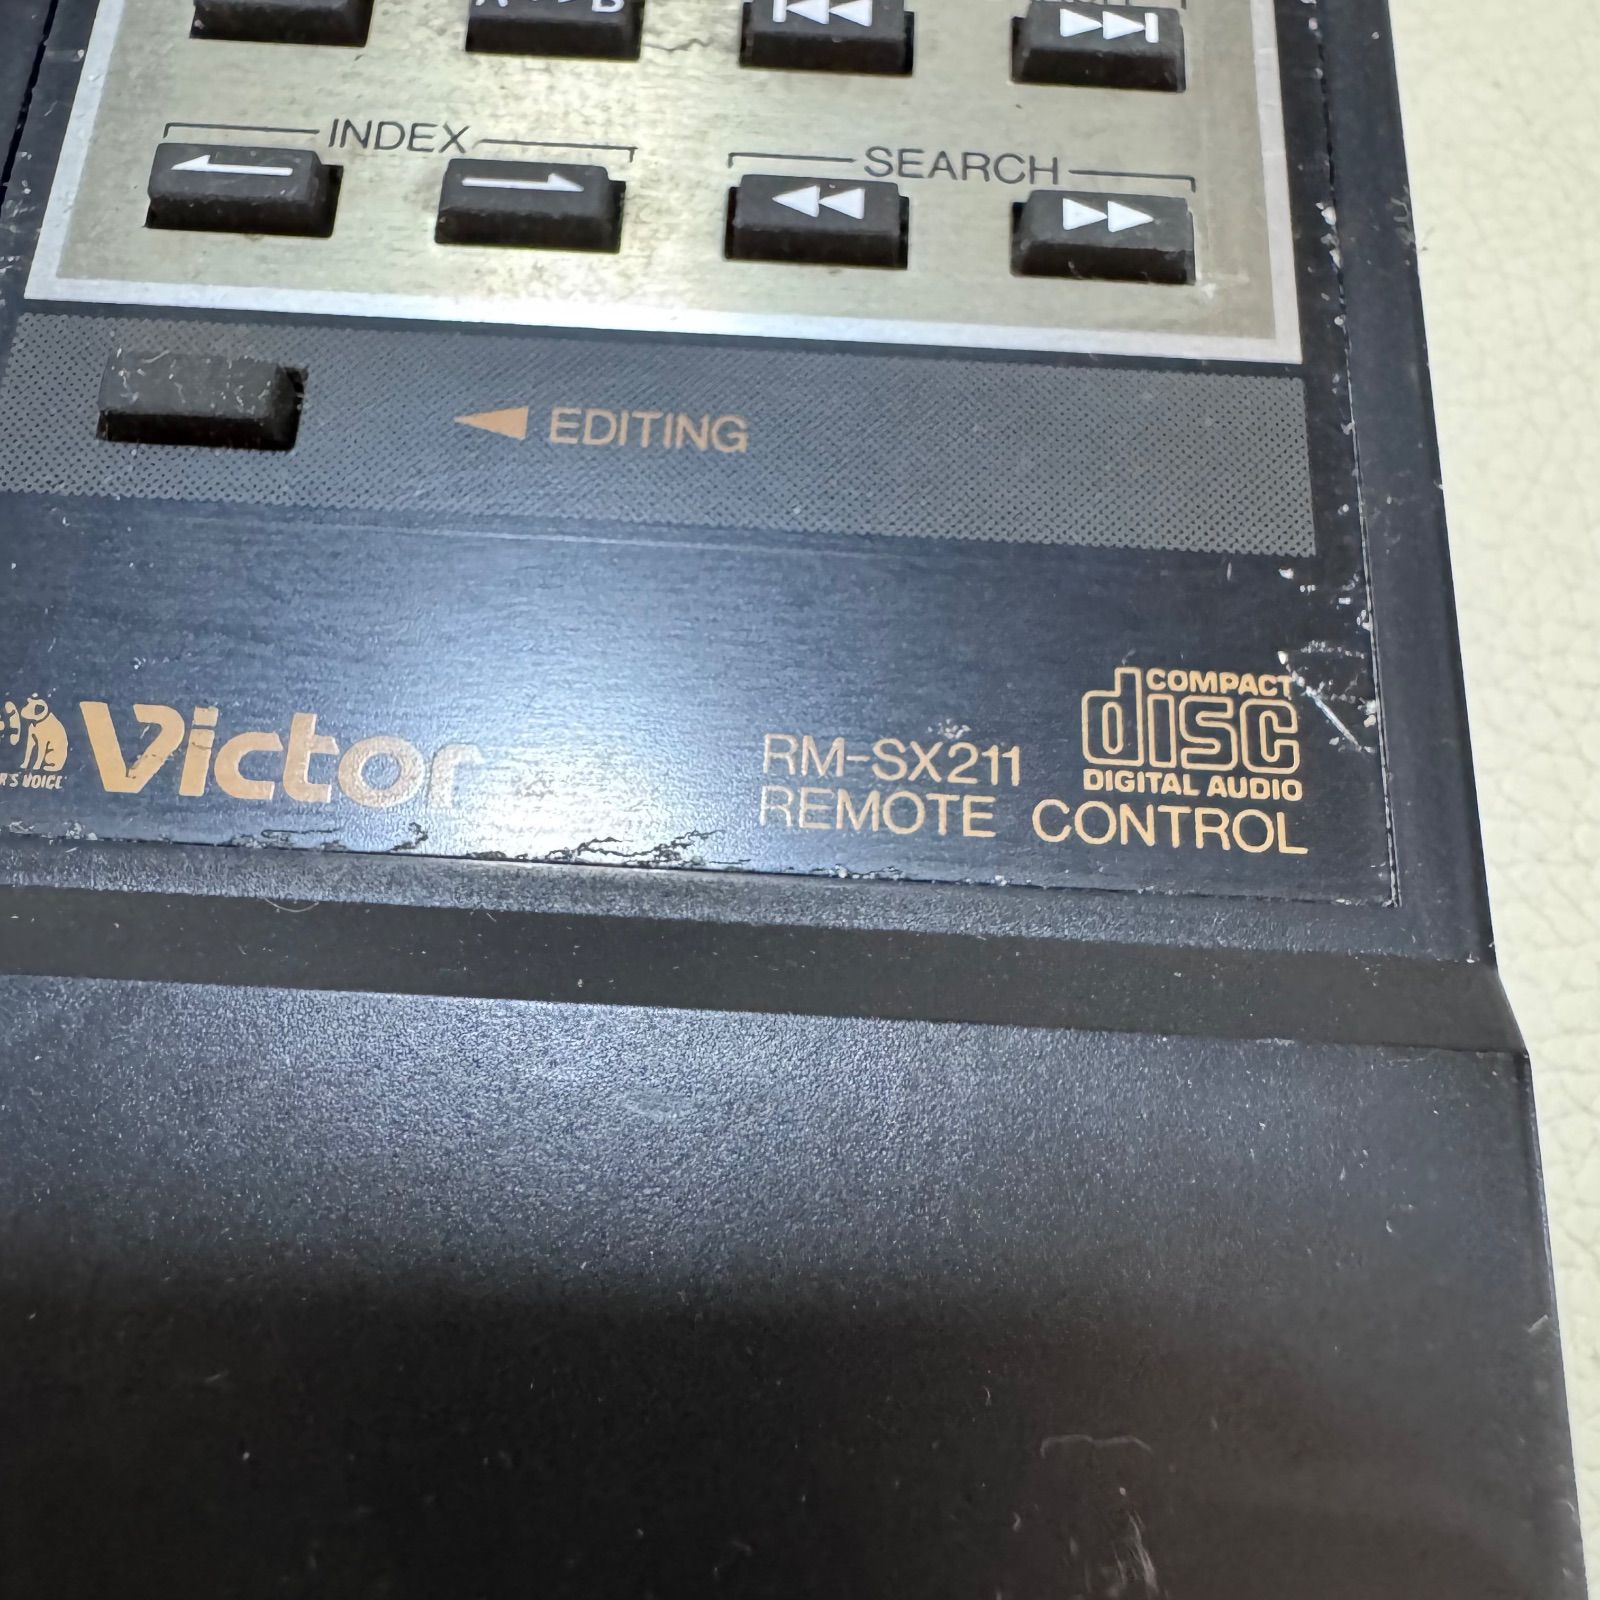 INDEX
SEARCH
EDITING
Victor
RM-SX211
COMPACT
disc
DIGITAL AUDIO
REMOTE CONTROL